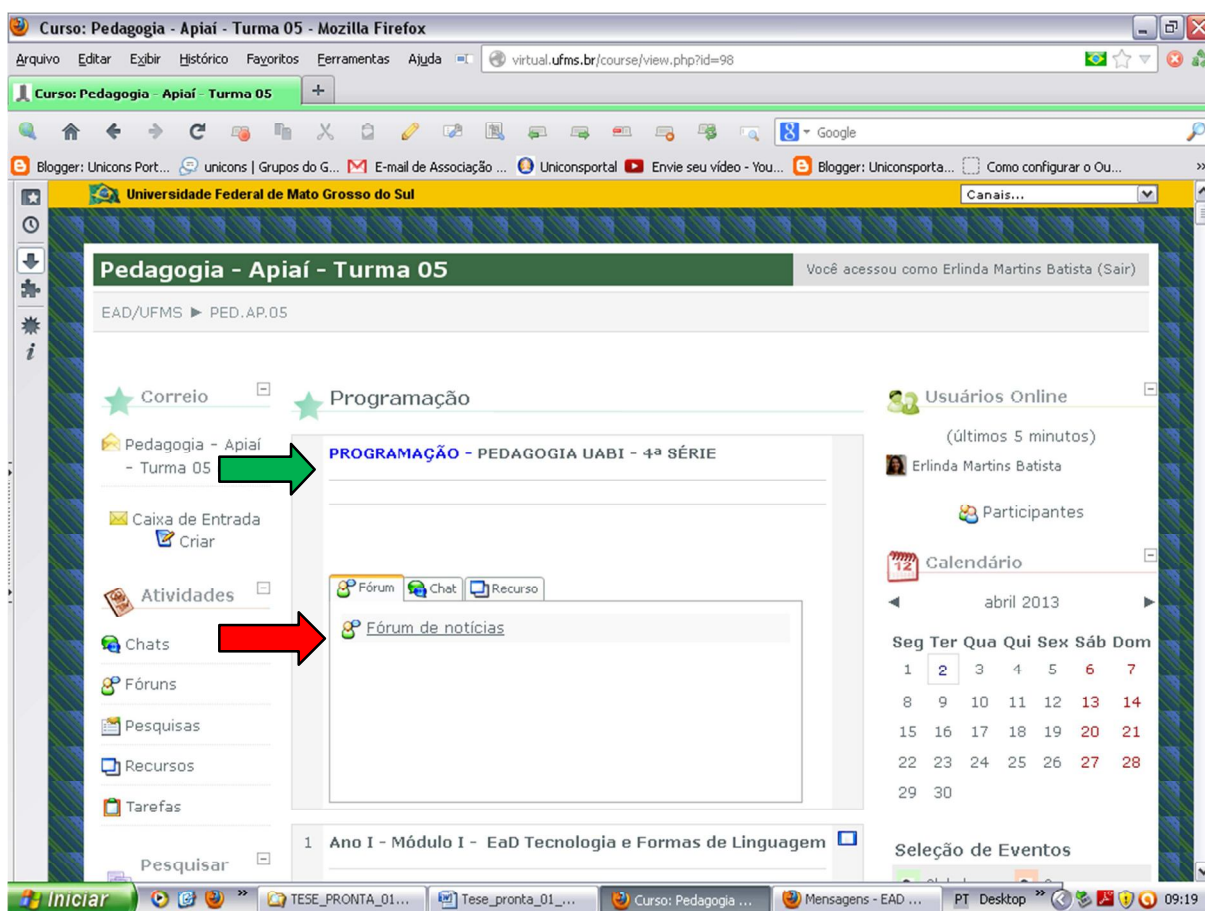 Curso: Pedagogia - Apiaí - Turma 05 - Mozilla Firefox
Arquivo Editar Exibir Histórico Favoritos Ferramentas Ajuda virtual.ufms.br/course/view.php?id=98
Curso: Pedagogia - Apiaí - Turma 05 +
Google
Blogger: Unicons Port... unicons | Grupos do G... E-mail de Associação ... Uniconsportal Envie seu vídeo - You... Blogger: Uniconsporta... Como configurar o Ou... »
Universidade Federal de Mato Grosso do Sul Canais...
Pedagogia - Apiaí - Turma 05 Você acessou como Erlinda Martins Batista (Sair)
EAD/UFMS ► PED.AP.05
Correio
Pedagogia - Apiaí
- Turma 05
Caixa de Entrada
Criar
Atividades
Chats
Fóruns
Pesquisas
Recursos
Tarefas
Pesquisar
Programação
PROGRAMAÇÃO - PEDAGOGIA UABI - 4ª SÉRIE
Fórum Chat Recurso
Fórum de notícias
1 Ano I - Módulo I - EaD Tecnologia e Formas de Linguagem
Usuários Online
(últimos 5 minutos)
Erlinda Martins Batista
Participantes
12 Calendário
◄ abril 2013 ►
Seg Ter Qua Qui Sex Sáb Dom
1 2 3 4 5 6 7
8 9 10 11 12 13 14
15 16 17 18 19 20 21
22 23 24 25 26 27 28
29 30
Seleção de Eventos
Iniciar » TESE_PRONTA_01... Tese_pronta_01_... Curso: Pedagogia ... Mensagens - EAD ... PT Desktop » 09:19